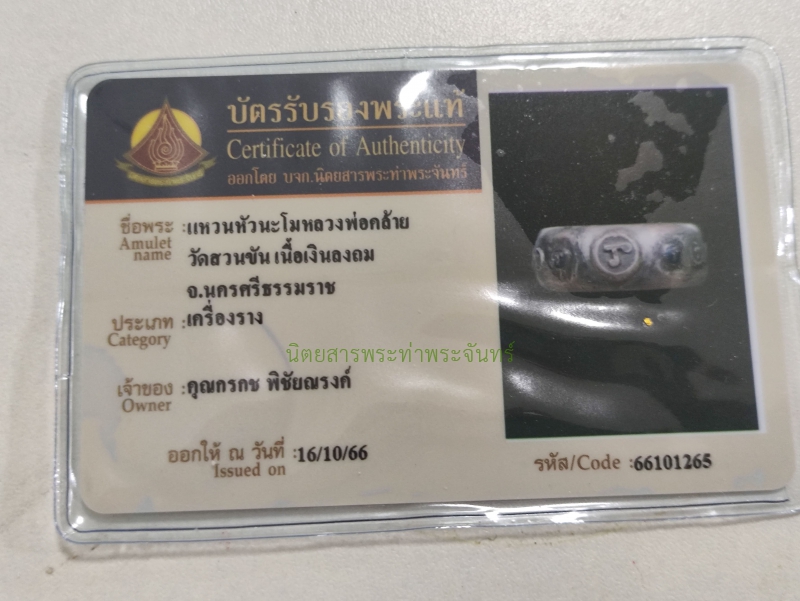 บัตรรับรองพระแท้
Certificate of Authenticity
ออกโดย บจก.นิตยสารพระท่าพระจันทร์
ชื่อพระ :แหวนหัวนะโมหลวงพ่อคล้าย
Amulet name
วัดสวนขัน เนื้อเงินลงถม
จ.นครศรีธรรมราช
ประเภท :เครื่องราง
Category
นิตยสารพระท่าพระจันทร์
เจ้าของ :คุณกรกช พิชัยณรงค์
Owner
ออกให้ ณ วันที่ :16/10/66
Issued on
รหัส/Code :66101265